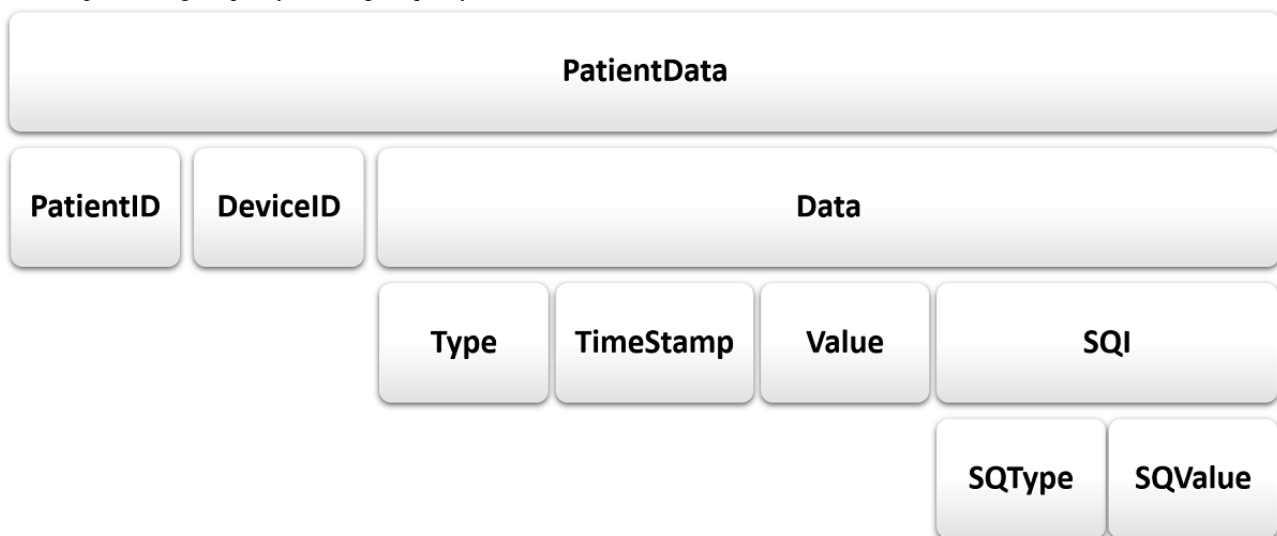 PatientData
PatientID DeviceID Data
Type TimeStamp Value SQI
SQType SQValue